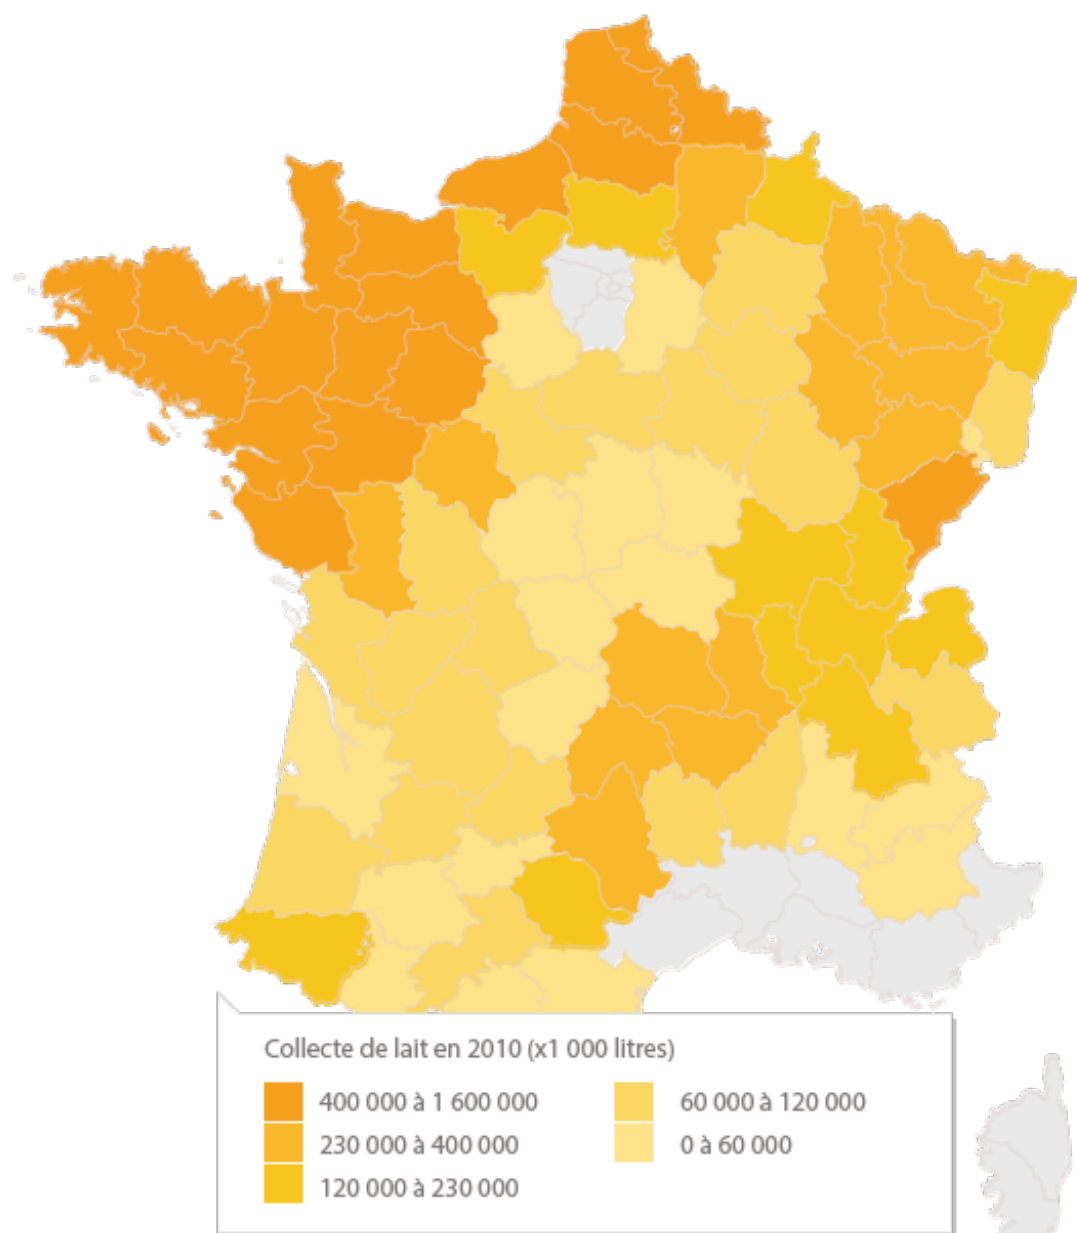 Collecte de lait en 2010 (x1 000 litres)
400 000 à 1 600 000
230 000 à 400 000
120 000 à 230 000
60 000 à 120 000
0 à 60 000